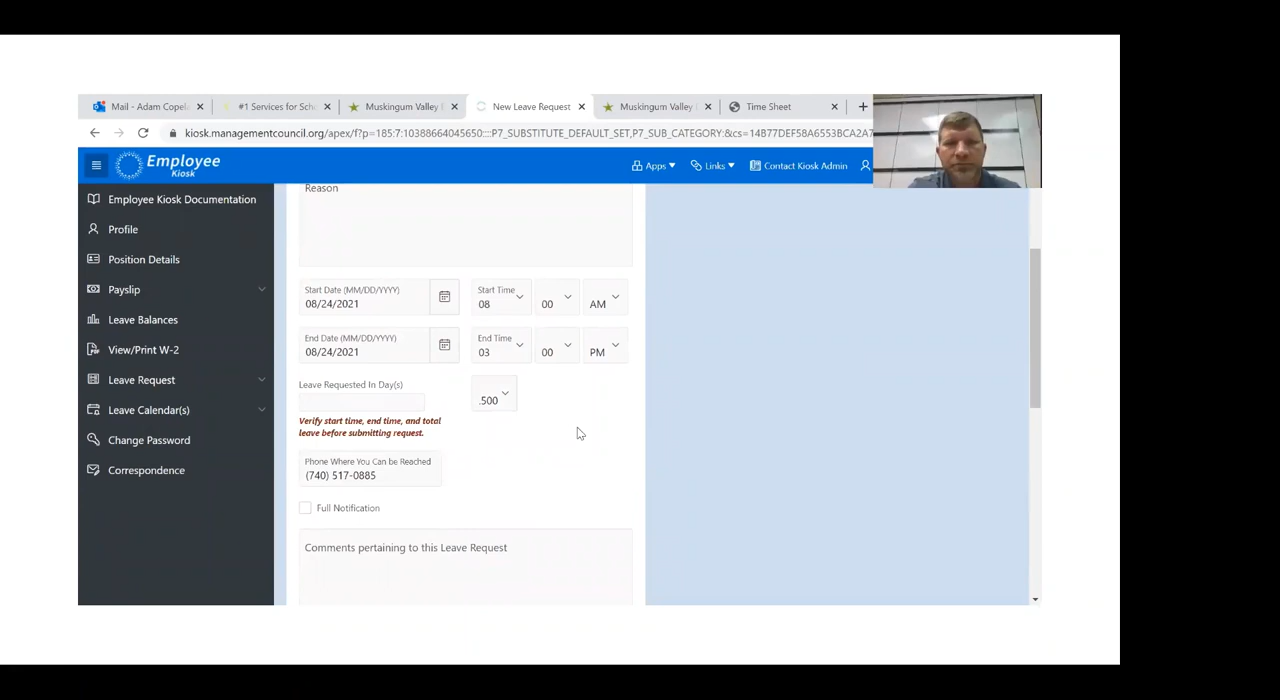 Mail - Adam Copel
#1 Services for Sch
Muskingum Valley
New Leave Request
Muskingum Valley
Time Sheet
kiosk.managementcouncil.org/apex/f?p=185:7:10388664045650::::P7_SUBSTITUTE_DEFAULT_SET,P7_SUB_CATEGORY:&cs=14B77DEF58A6553BCA2A7
Employee
Kiosk
Apps
Links
Contact Kiosk Admin
Employee Kiosk Documentation
Profile
Position Details
Payslip
Leave Balances
View/Print W-2
Leave Request
Leave Calendar(s)
Change Password
Correspondence
Reason
Start Date (MM/DD/YYYY)
08/24/2021
Start Time
08
00
AM
End Date (MM/DD/YYYY)
08/24/2021
End Time
03
00
PM
Leave Requested In Day(s)
.500
Verify start time, end time, and total
leave before submitting request.
Phone Where You Can be Reached
(740) 517-0885
Full Notification
Comments pertaining to this Leave Request